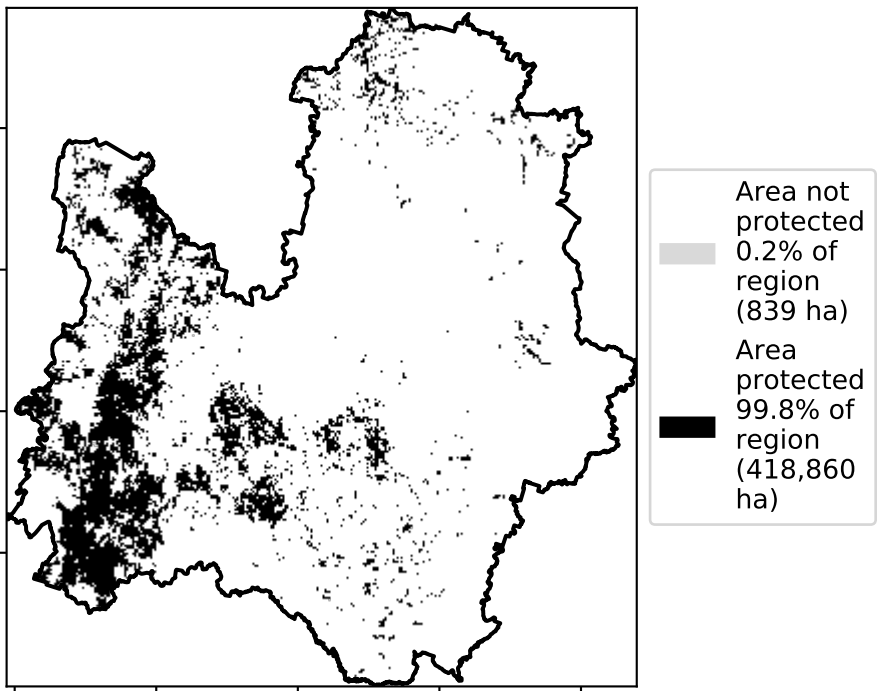 Area not
protected
0.2% of
region
(839 ha)
Area
protected
99.8% of
region
(418,860
ha)